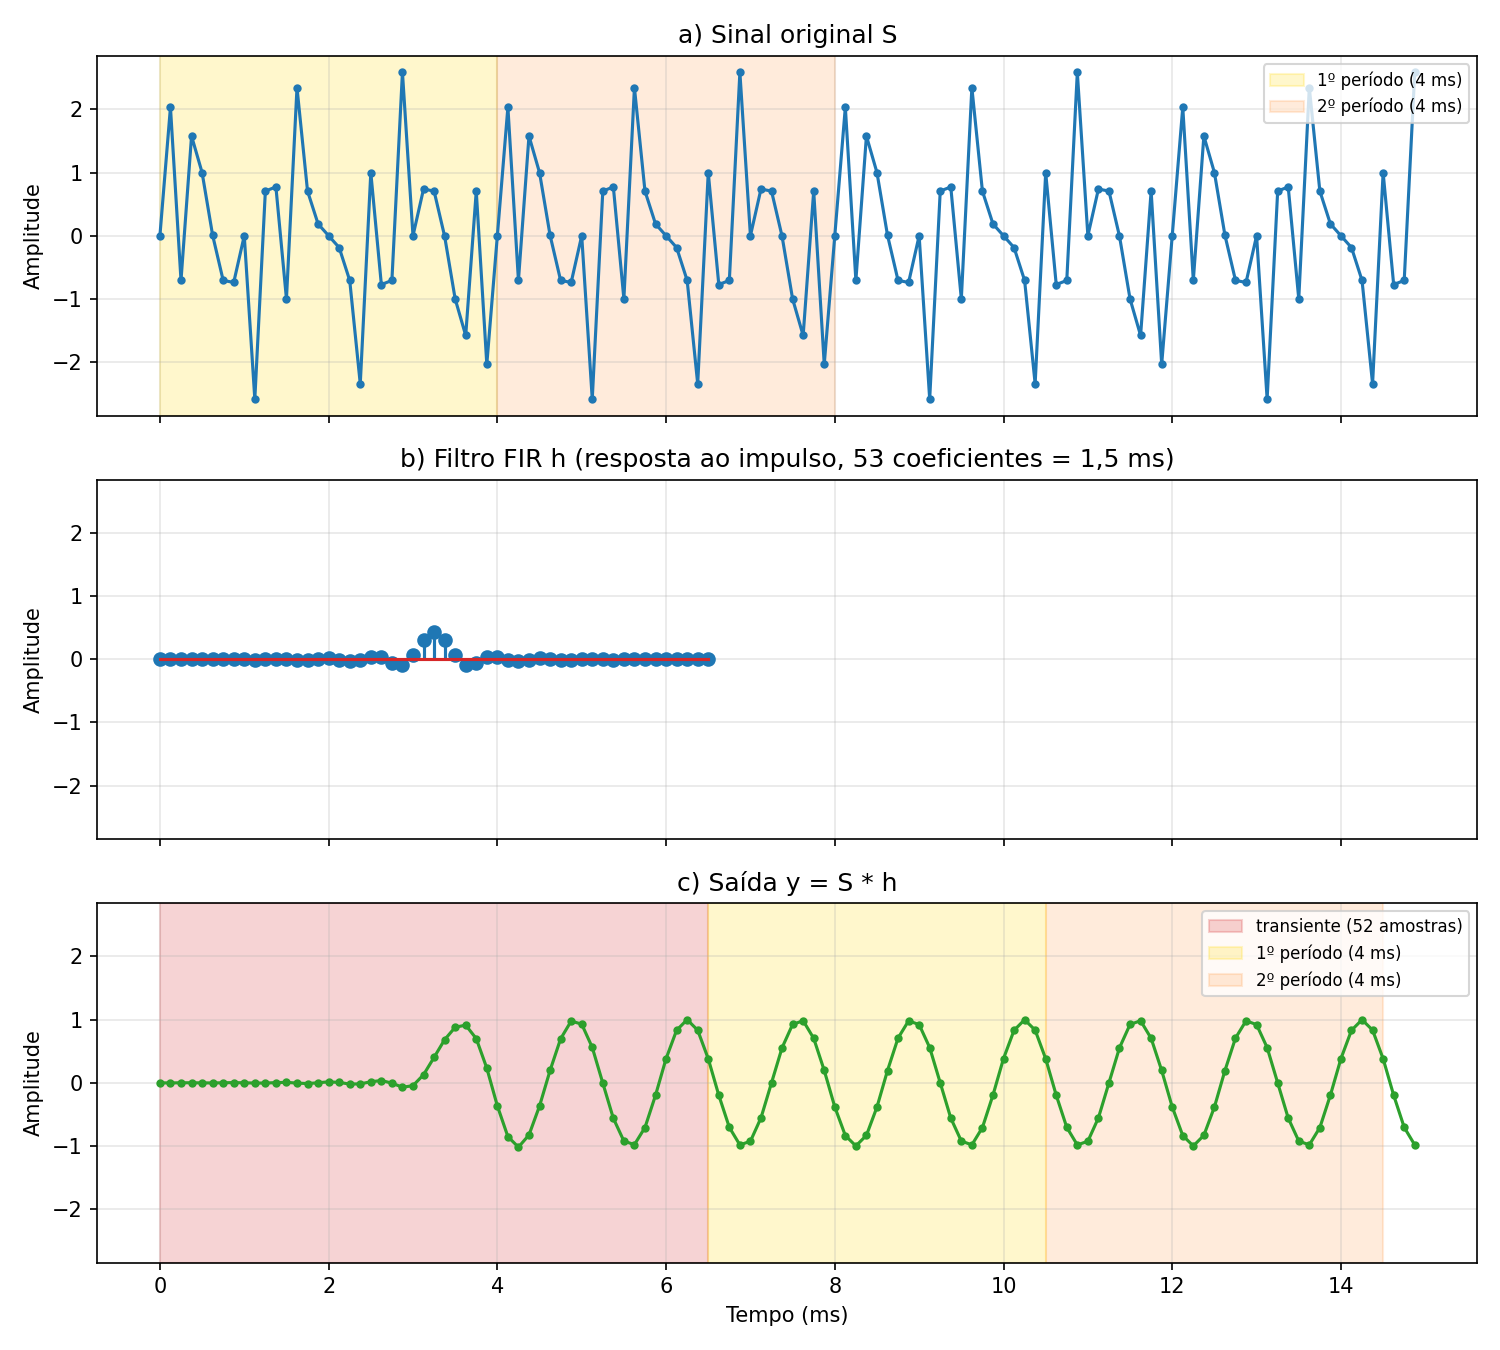 a) Sinal original S
Amplitude
2
1
0
−1
−2
1º período (4 ms)
2º período (4 ms)
b) Filtro FIR h (resposta ao impulso, 53 coeficientes = 1,5 ms)
Amplitude
2
1
0
−1
−2
c) Saída y = S * h
Amplitude
2
1
0
−1
−2
transiente (52 amostras)
1º período (4 ms)
2º período (4 ms)
0 2 4 6 8 10 12 14
Tempo (ms)